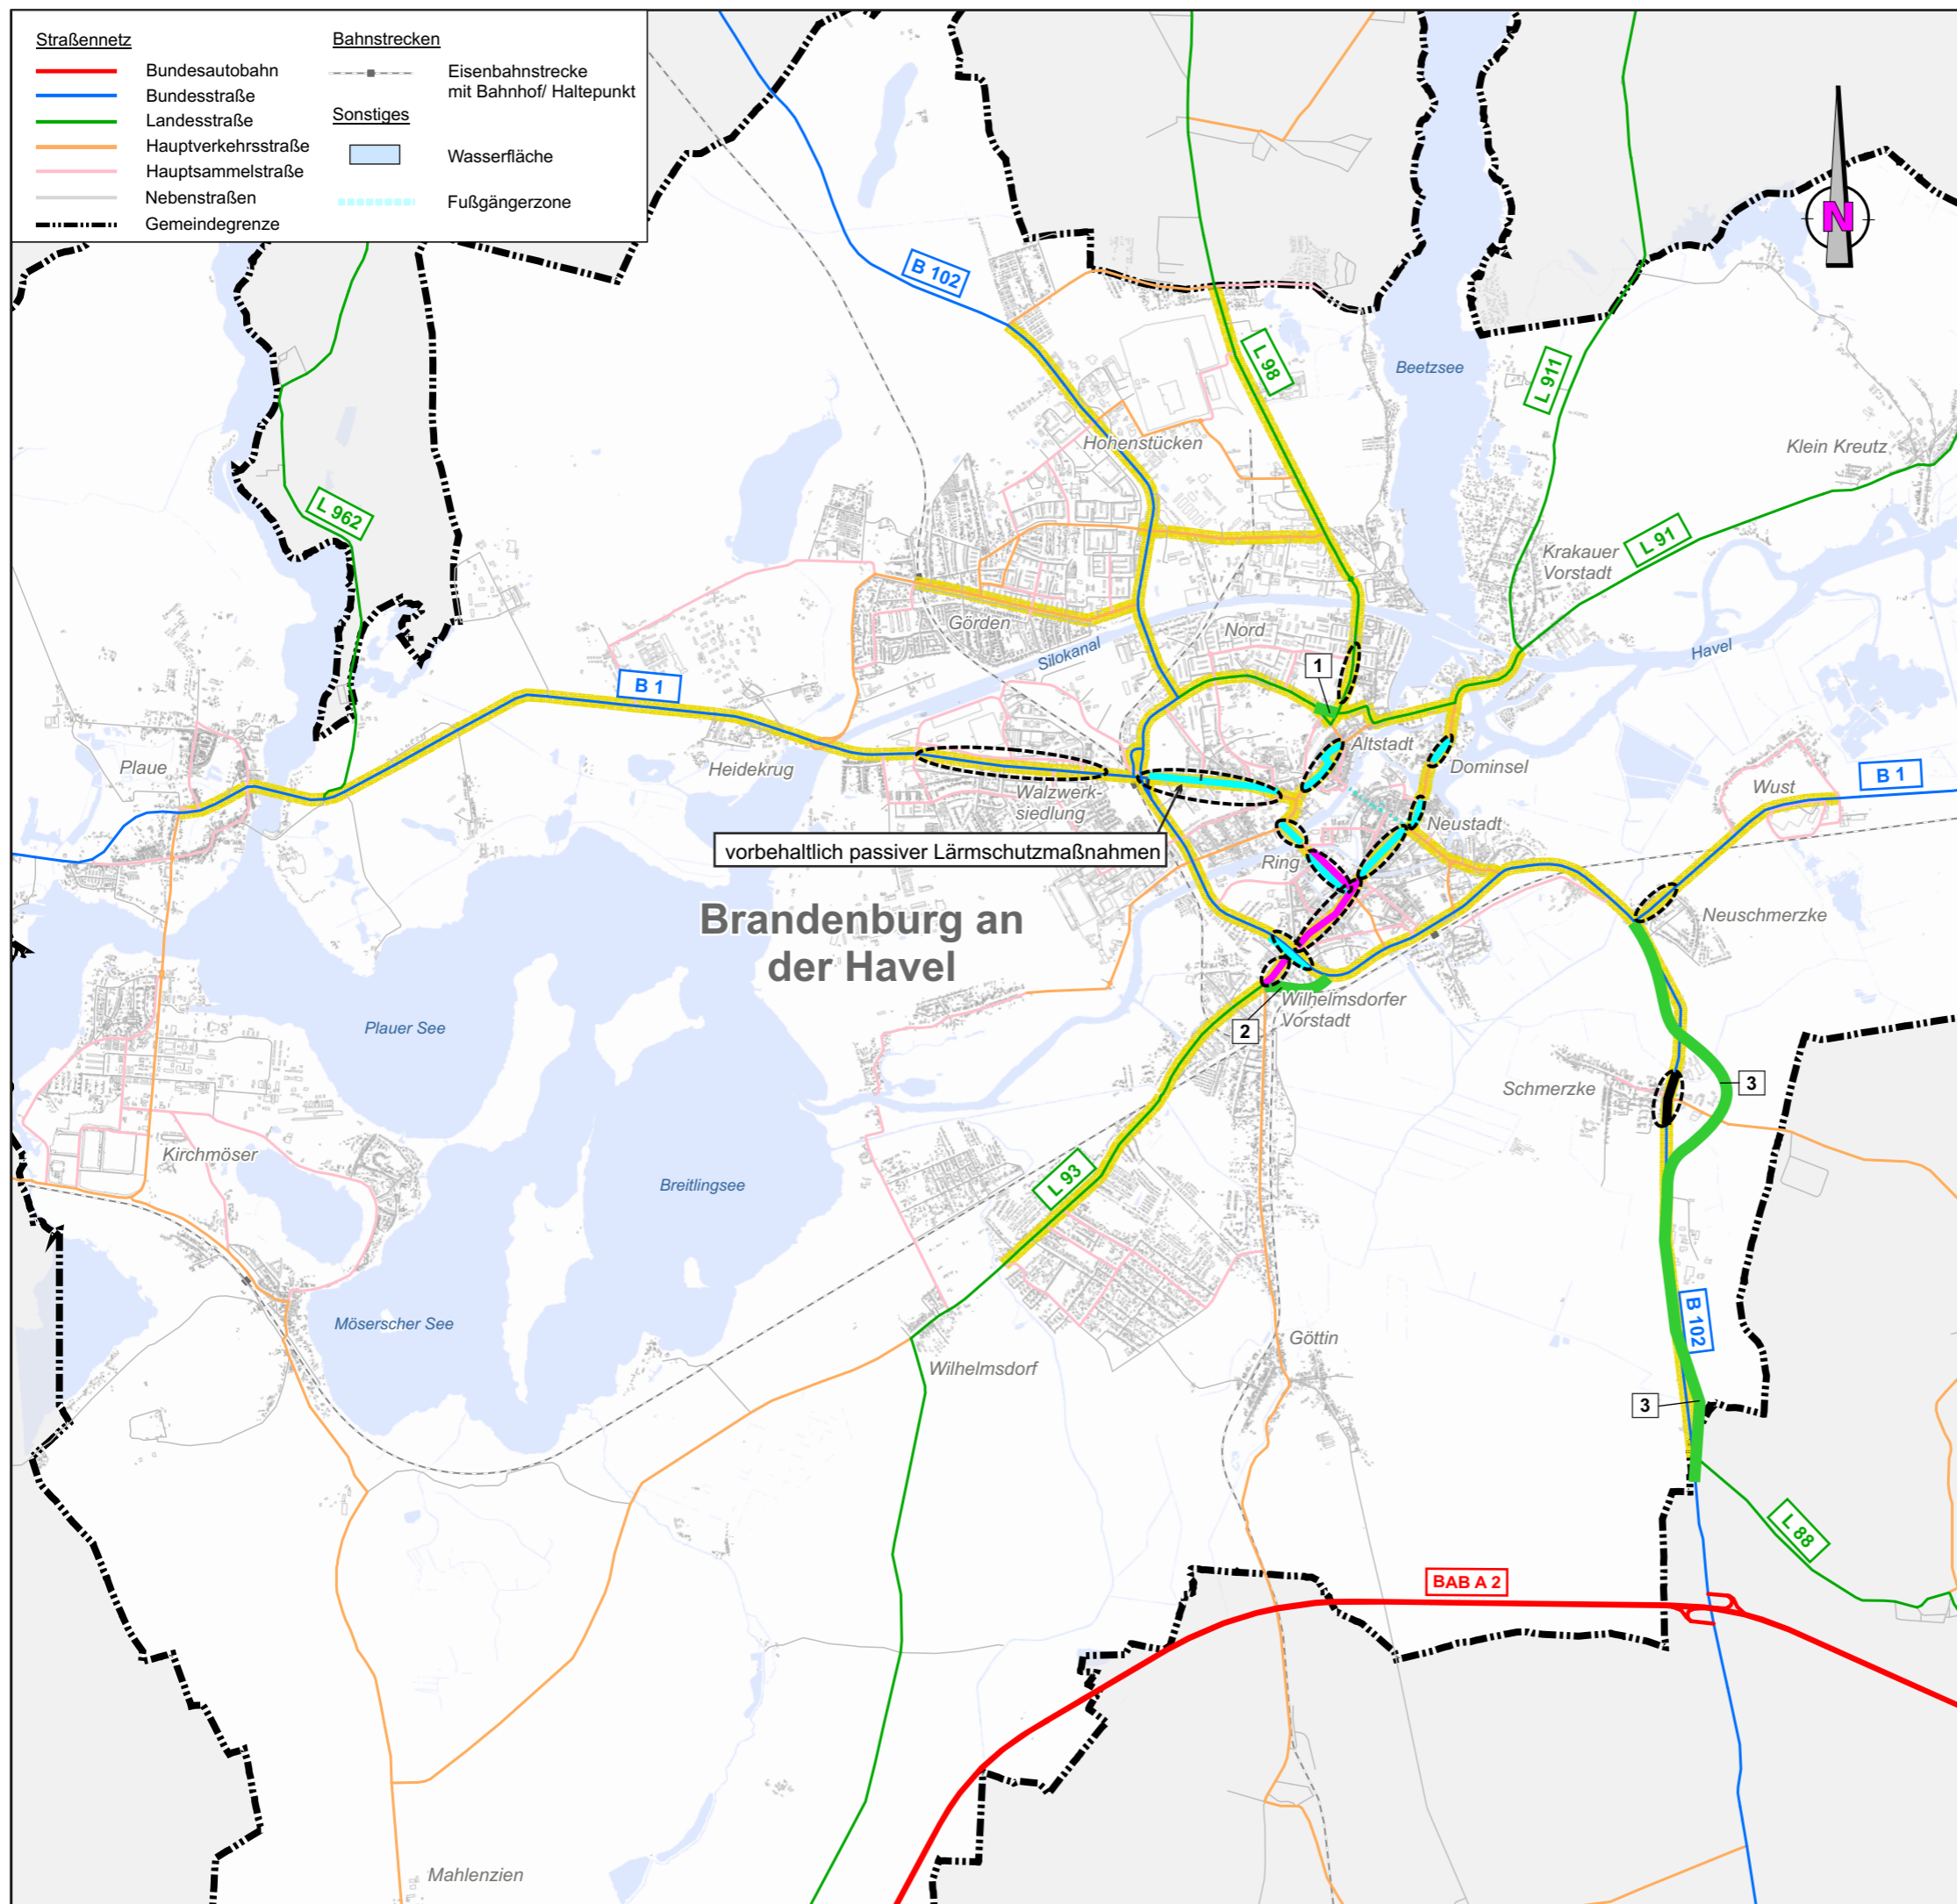 Straßennetz
Bundesautobahn
Bundesstraße
Landesstraße
Hauptverkehrsstraße
Hauptsammelstraße
Nebenstraßen
Gemeindegrenze
Bahnstrecken
Eisenbahnstrecke
mit Bahnhof/ Haltepunkt
Sonstiges
Wasserfläche
Fußgängerzone
N
B 102
L 98
Beetzsee
L 911
Hohenstücken
Klein Kreutz
L 962
L 91
Krakauer
Vorstadt
Görden
Nord
Silokanal
Havel
1
B 1
Plaue
Heidekrug
Altstadt
Dominsel
Wust
B 1
Walzwerk-
siedlung
Neustadt
vorbehaltlich passiver Lärmschutzmaßnahmen
Ring
Brandenburg an
der Havel
Neuschmerzke
Plauer See
Wilhelmsdorfer
Vorstadt
2
Schmerzke
3
Kirchmöser
Breitlingsee
L 93
Möserscher See
B 102
Göttin
Wilhelmsdorf
3
L 88
BAB A 2
Mahlenzien